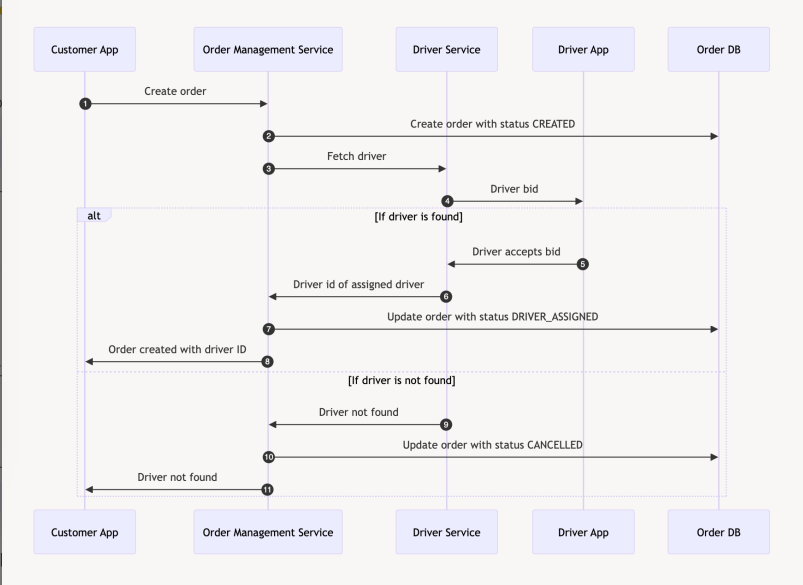 Customer App
Order Management Service
Driver Service
Driver App
Order DB
Create order
1
Create order with status CREATED
2
Fetch driver
3
Driver bid
4
alt
[If driver is found]
Driver accepts bid
5
Driver id of assigned driver
6
Update order with status DRIVER_ASSIGNED
7
Order created with driver ID
8
[If driver is not found]
Driver not found
9
Update order with status CANCELLED
10
Driver not found
11
Customer App
Order Management Service
Driver Service
Driver App
Order DB